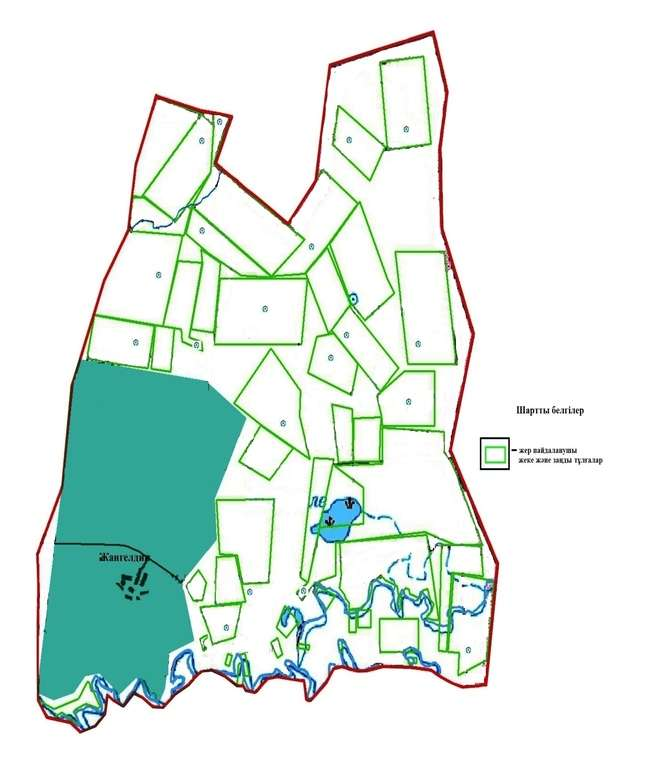 Шартты белгілер
жер пайдаланушы
жеке және заңды тұлғалар
Жангелдин